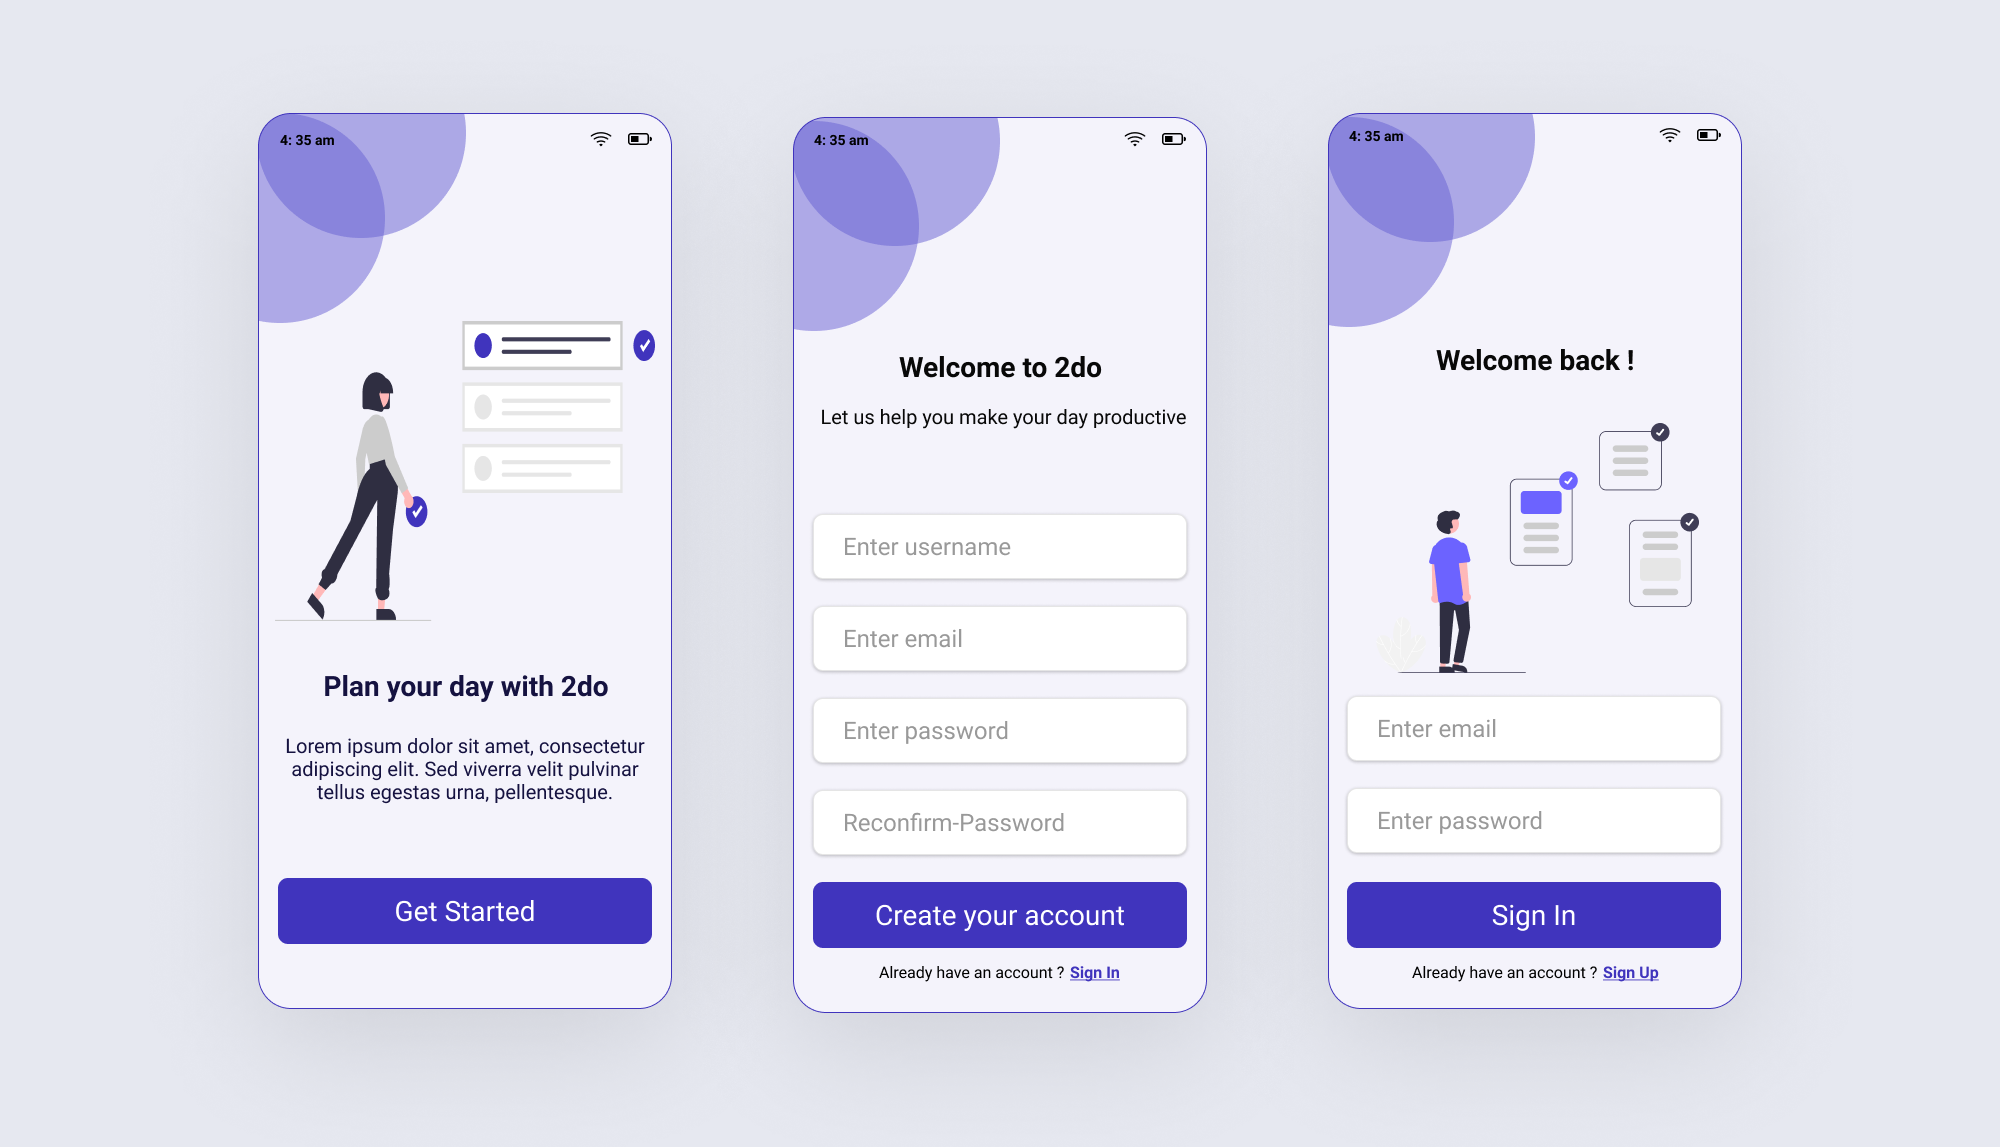 4: 35 am
Plan your day with 2do
Lorem ipsum dolor sit amet, consectetur
adipiscing elit. Sed viverra velit pulvinar
tellus egestas urna, pellentesque.
Get Started
4: 35 am
Welcome to 2do
Let us help you make your day productive
Enter username
Enter email
Enter password
Reconfirm-Password
Create your account
Already have an account ? Sign In
4: 35 am
Welcome back !
Enter email
Enter password
Sign In
Already have an account ? Sign Up